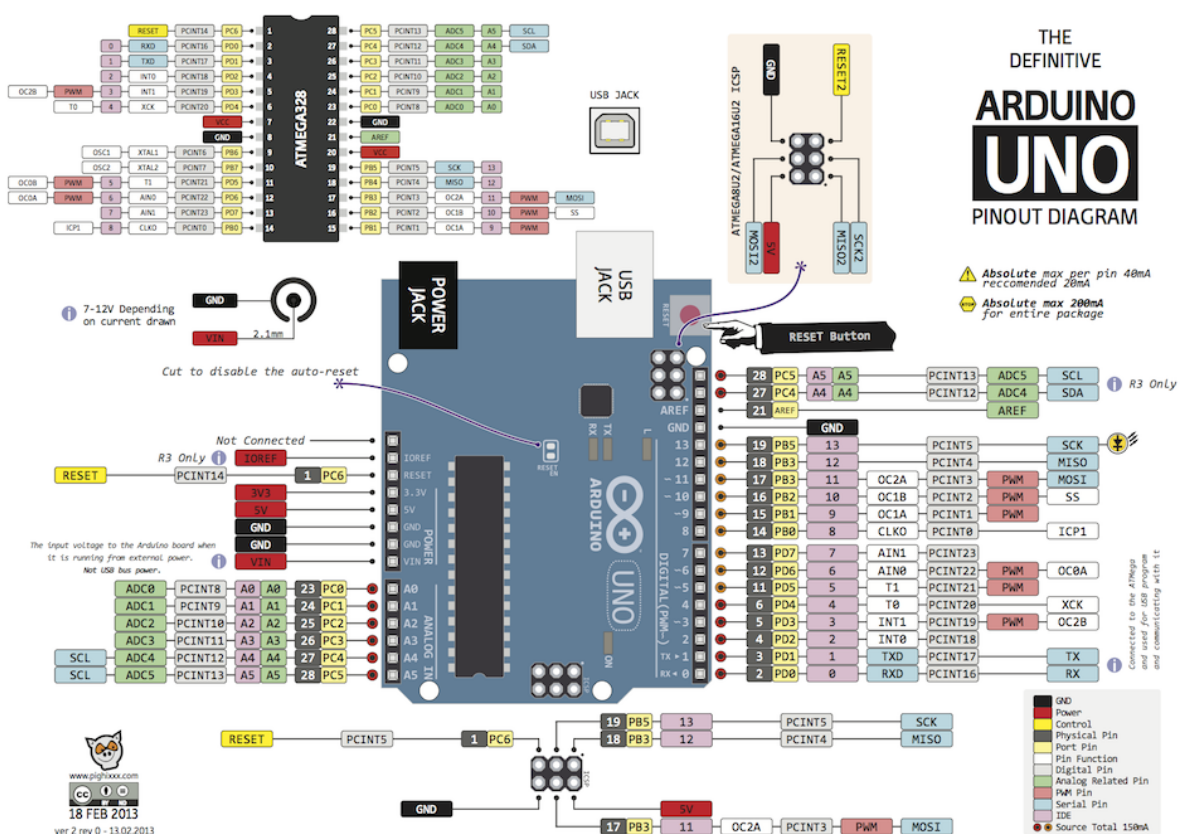 THE
DEFINITIVE
ARDUINO
UNO
PINOUT DIAGRAM
Absolute max per pin 40mA
reccomended 20mA
STOP Absolute max 200mA
for entire package
RESET PCINT14 PC6 1
0 RXD PCINT16 PD0 2
1 TXD PCINT17 PD1 3
2 INT0 PCINT18 PD2 4
OC2B PWM 3 INT1 PCINT19 PD3 5
T0 4 XCK PCINT20 PD4 6
VCC 7
GND 8
OSC1 XTAL1 PCINT6 PB6 9
OSC2 XTAL2 PCINT7 PB7 10
OC0B PWM 5 T1 PCINT21 PD5 11
OC0A PWM 6 AIN0 PCINT22 PD6 12
7 AIN1 PCINT23 PD7 13
ICP1 8 CLKO PCINT0 PB0 14
ATMEGA328
28 PC5 PCINT13 ADC5 A5 SCL
27 PC4 PCINT12 ADC4 A4 SDA
26 PC3 PCINT11 ADC3 A3
25 PC2 PCINT10 ADC2 A2
24 PC1 PCINT9 ADC1 A1
23 PC0 PCINT8 ADC0 A0
22 GND
21 AREF
20 VCC
19 PB5 PCINT5 SCK 13
18 PB4 PCINT4 MISO 12
17 PB3 PCINT3 OC2A 11 PWM MOSI
16 PB2 PCINT2 OC1B 10 PWM SS
15 PB1 PCINT1 OC1A 9 PWM
USB JACK
ATMEGA8U2/ATMEGA16U2 ICSP
GND
RESET2
MOSI2
5V
MISO2
SCK2
7-12V Depending
on current drawn
GND
VIN
2.1mm
POWER
JACK
USB
JACK
RESET
RESET Button
Cut to disable the auto-reset
Not Connected
R3 Only IOREF
RESET PCINT14 1 PC6
3V3
5V
GND
GND
VIN
The input voltage to the Arduino board when
it is running from external power.
Not USB bus power.
ADC0 PCINT8 A0 A0 23 PC0
ADC1 PCINT9 A1 A1 24 PC1
ADC2 PCINT10 A2 A2 25 PC2
ADC3 PCINT11 A3 A3 26 PC3
SCL ADC4 PCINT12 A4 A4 27 PC4
SCL ADC5 PCINT13 A5 A5 28 PC5
IOREF
RESET
3.3V
5V
GND
GND
VIN
POWER
A0
A1
A2
A3
A4
A5
ANALOG IN
RESET
EN
RX
TX
L
ARDUINO
UNO
ON
ICSP
AREF
GND
13
12
~11
~10
~9
8
7
~6
~5
4
~3
2
TX▸1
RX◂0
DIGITAL(PWM~)
28 PC5 A5 A5 PCINT13 ADC5 SCL
27 PC4 A4 A4 PCINT12 ADC4 SDA
R3 Only
21 AREF AREF
GND
19 PB5 13 PCINT5 SCK
18 PB3 12 PCINT4 MISO
17 PB3 11 OC2A PCINT3 PWM MOSI
16 PB2 10 OC1B PCINT2 PWM SS
15 PB1 9 OC1A PCINT1 PWM
14 PB0 8 CLKO PCINT0 ICP1
13 PD7 7 AIN1 PCINT23
12 PD6 6 AIN0 PCINT22 PWM OC0A
11 PD5 5 T1 PCINT21 PWM
6 PD4 4 T0 PCINT20 XCK
5 PD3 3 INT1 PCINT19 PWM OC2B
4 PD2 2 INT0 PCINT18
3 PD1 1 TXD PCINT17 TX
2 PD0 0 RXD PCINT16 RX
Connected to the ATMega
and used for USB program
and communicating with it
RESET PCINT5 1 PC6
19 PB5 13 PCINT5 SCK
18 PB3 12 PCINT4 MISO
ICSP
GND
5V
17 PB3 11 OC2A PCINT3 PWM MOSI
GND
Power
Control
Physical Pin
Port Pin
Pin Function
Digital Pin
Analog Related Pin
PWM Pin
Serial Pin
IDE
Source Total 150mA
www.pighixxx.com
cc
BY ND
18 FEB 2013
ver 2 rev 0 - 13.02.2013